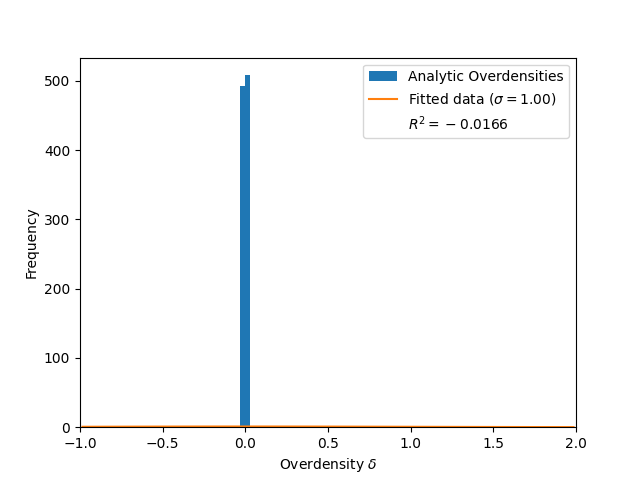 Analytic Overdensities
Fitted data (σ = 1.00)
R² = −0.0166
500
400
300
200
100
0
Frequency
−1.0 −0.5 0.0 0.5 1.0 1.5 2.0
Overdensity δ